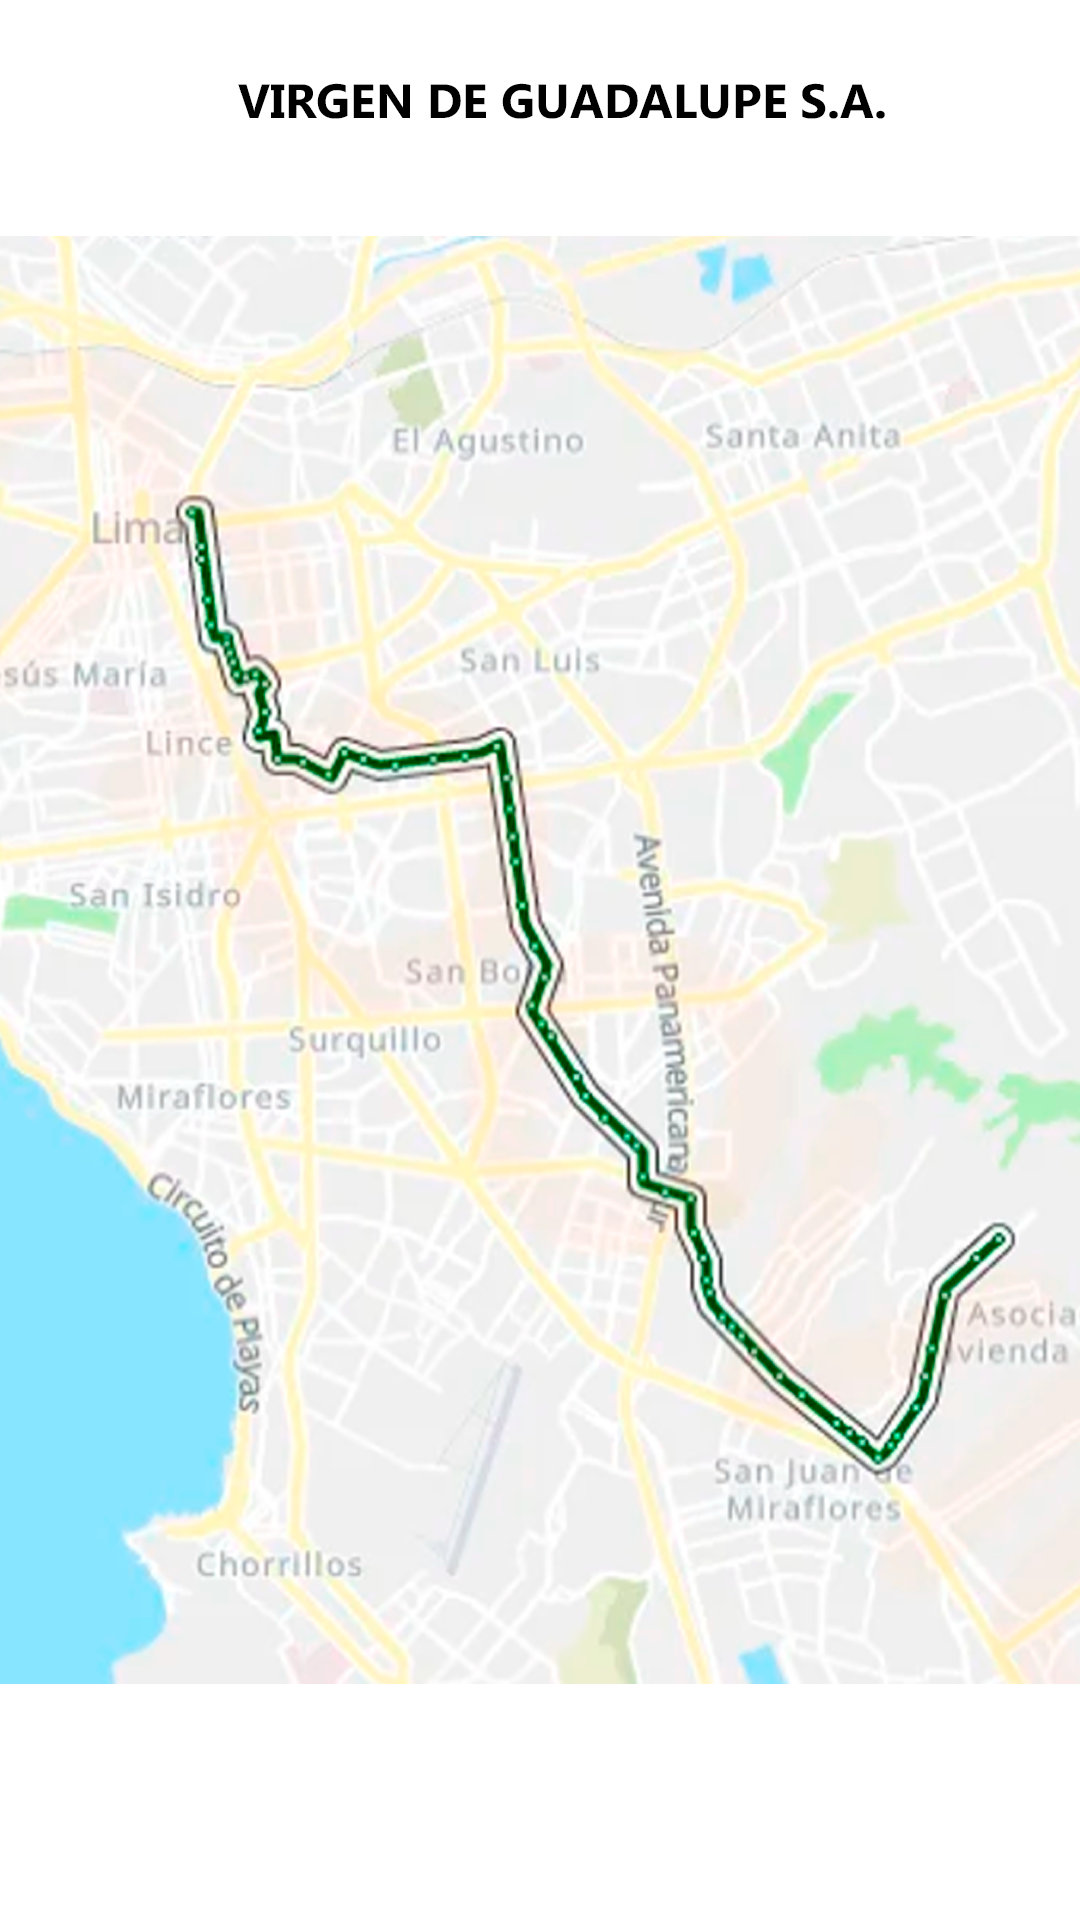 VIRGEN DE GUADALUPE S.A.
El Agustino
Santa Anita
Lima
San Luis
sús María
Lince
Avenida Panamericana
ur
San Isidro
San Bo
Surquillo
Miraflores
Circuito de Playas
Asocia
vienda
San Juan de
Miraflores
Chorrillos